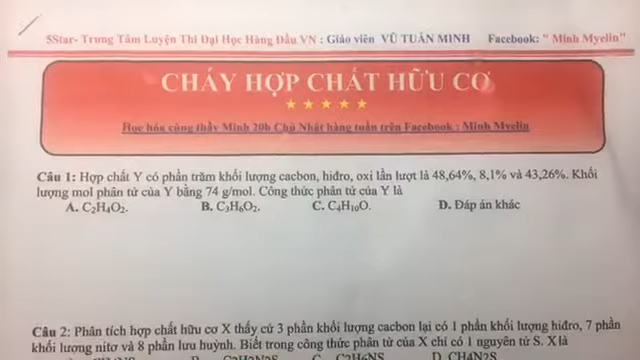 5Star- Trung Tâm Luyện Thi Đại Học Hàng Đầu VN : Giáo viên VŨ TUẤN MINH Facebook: " Minh Myelin"
CHÁY HỢP CHẤT HỮU CƠ
Học hóa cùng thầy Minh 20h Chủ Nhật hàng tuần trên Facebook : Minh Myelin
Câu 1: Hợp chất Y có phần trăm khối lượng cacbon, hiđro, oxi lần lượt là 48,64%, 8,1% và 43,26%. Khối
lượng mol phân tử của Y bằng 74 g/mol. Công thức phân tử của Y là
A. C₂H₄O₂. B. C₃H₆O₂. C. C₄H₁₀O. D. Đáp án khác
Câu 2: Phân tích hợp chất hữu cơ X thấy cứ 3 phần khối lượng cacbon lại có 1 phần khối lượng hiđro, 7 phần
khối lượng nitơ và 8 phần lưu huỳnh. Biết trong công thức phân tử của X chỉ có 1 nguyên tử S. X là
C. C2H6NS D. CH4NS